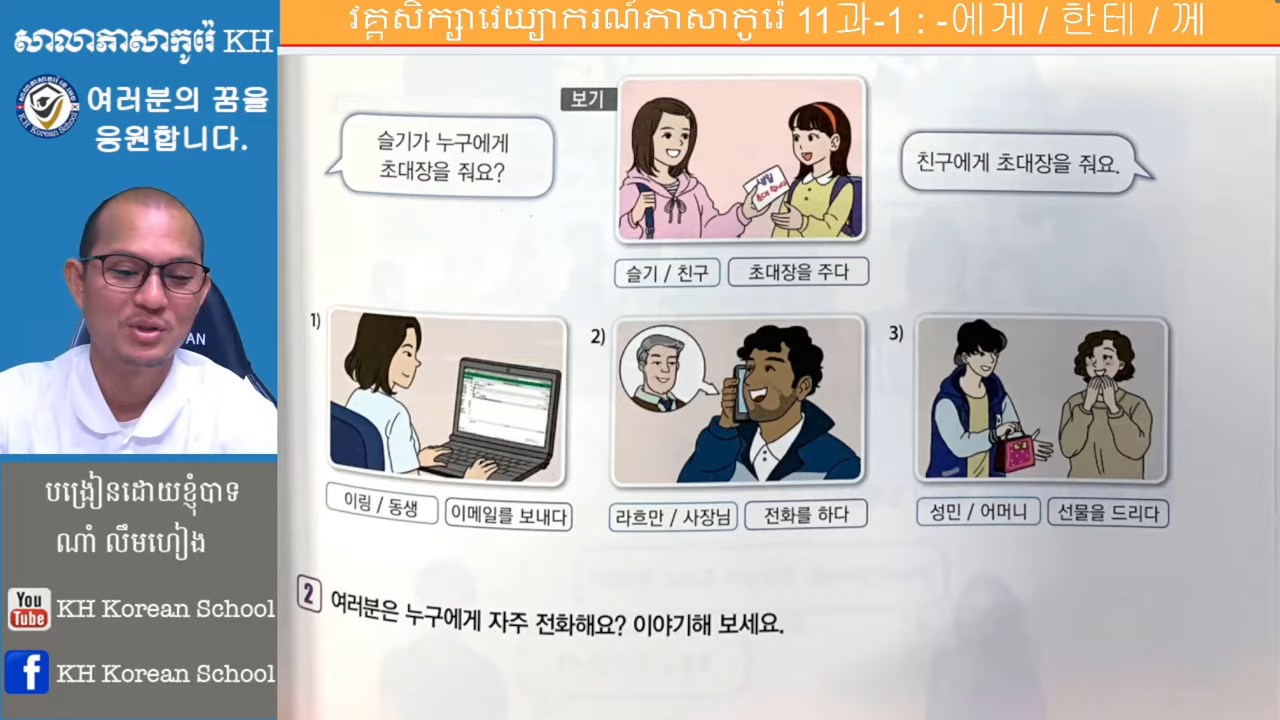 វគ្គសិក្សាវេយ្យាករណ៍ភាសាកូរ៉េ 11과-1 : -에게 / 한테 / 께
សាលាភាសាកូរ៉េ KH
여러분의 꿈을
응원합니다.
보기
슬기가 누구에게
초대장을 줘요?
친구에게 초대장을 줘요.
슬기 / 친구
초대장을 주다
1)
2)
3)
이링 / 동생
이메일을 보내다
라흐만 / 사장님
전화를 하다
성민 / 어머니
선물을 드리다
2 여러분은 누구에게 자주 전화해요? 이야기해 보세요.
បង្រៀនដោយខ្ញុំបាទ
ណាំ លឹមហៀង
You Tube KH Korean School
f KH Korean School